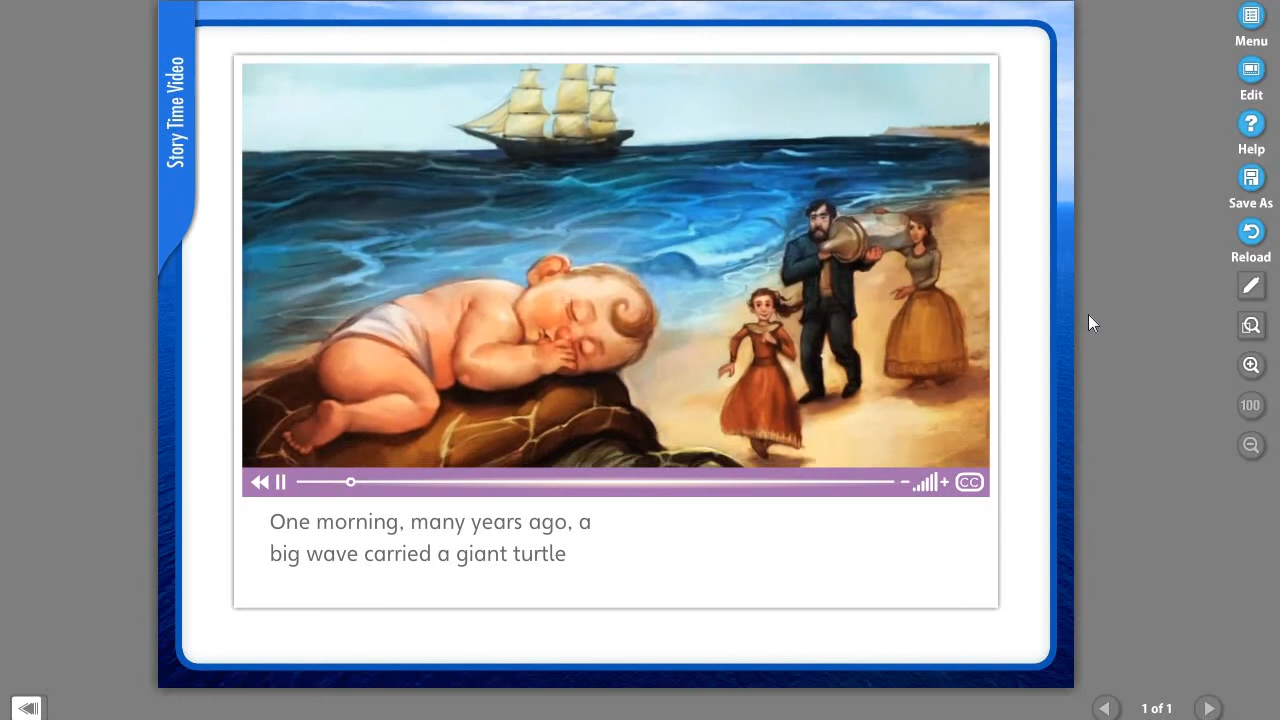 Story Time Video
CC
One morning, many years ago, a
big wave carried a giant turtle
Menu
Edit
?
Help
Save As
Reload
100
1 of 1